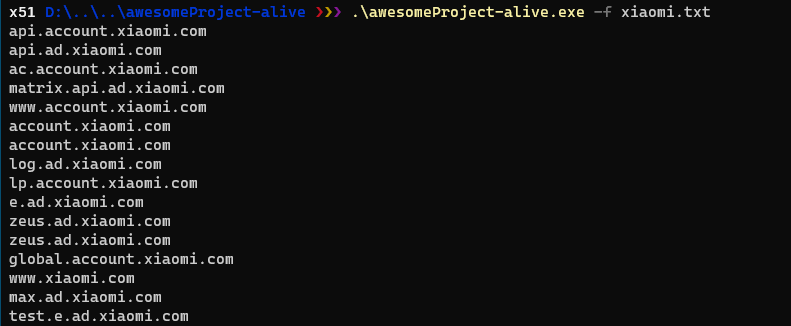 x51 D:\..\..\awesomeProject-alive ❯❯❯ .\awesomeProject-alive.exe -f xiaomi.txt
api.account.xiaomi.com
api.ad.xiaomi.com
ac.account.xiaomi.com
matrix.api.ad.xiaomi.com
www.account.xiaomi.com
account.xiaomi.com
account.xiaomi.com
log.ad.xiaomi.com
lp.account.xiaomi.com
e.ad.xiaomi.com
zeus.ad.xiaomi.com
zeus.ad.xiaomi.com
global.account.xiaomi.com
www.xiaomi.com
max.ad.xiaomi.com
test.e.ad.xiaomi.com